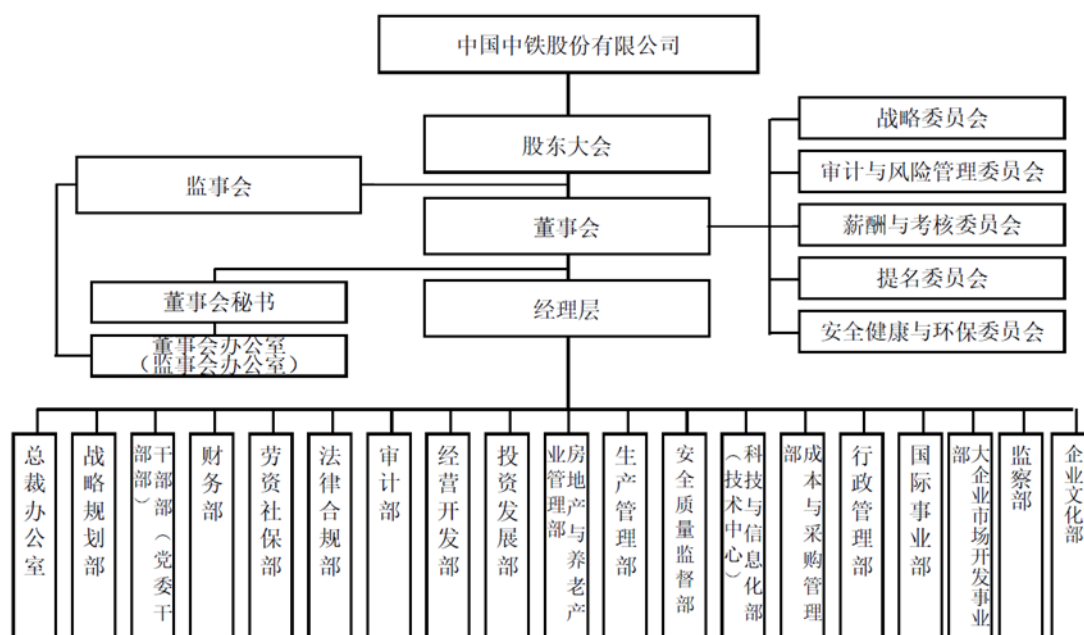 中国中铁股份有限公司
股东大会
战略委员会
审计与风险管理委员会
监事会
董事会
薪酬与考核委员会
提名委员会
董事会秘书
经理层
安全健康与环保委员会
董事会办公室
（监事会办公室）
总裁办公室
战略规划部
干部部（党委干
部部）
财务部
劳资社保部
法律合规部
审计部
经营开发部
投资发展部
房地产与养老产
业管理部
生产管理部
安全质量监督部
科技与信息化部
（技术中心）
成本与采购管理
部
行政管理部
国际事业部
大企业市场开发事业
部
监察部
企业文化部